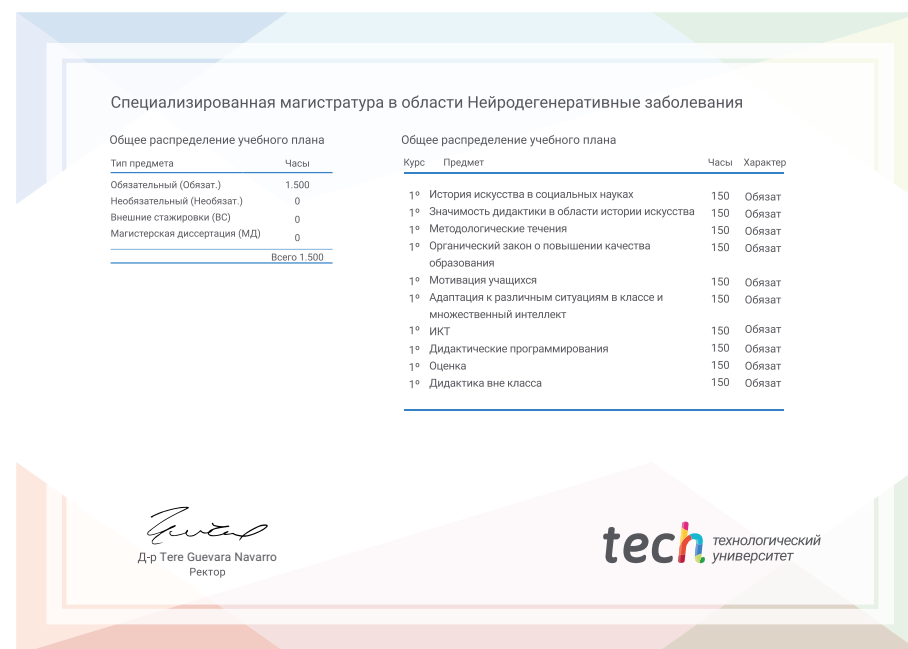 Специализированная магистратура в области Нейродегенеративные заболевания
Общее распределение учебного плана
Тип предмета Часы
Обязательный (Обязат.) 1.500
Необязательный (Необязат.) 0
Внешние стажировки (ВС) 0
Магистерская диссертация (МД) 0
Всего 1.500
Общее распределение учебного плана
Курс Предмет Часы Характер
1º История искусства в социальных науках 150 Обязат
1º Значимость дидактики в области истории искусства 150 Обязат
1º Методологические течения 150 Обязат
1º Органический закон о повышении качества 150 Обязат
образования
1º Мотивация учащихся 150 Обязат
1º Адаптация к различным ситуациям в классе и 150 Обязат
множественный интеллект
1º ИКТ 150 Обязат
1º Дидактические программирования 150 Обязат
1º Оценка 150 Обязат
1º Дидактика вне класса 150 Обязат
Д-р Tere Guevara Navarro
Ректор
tech технологический
университет